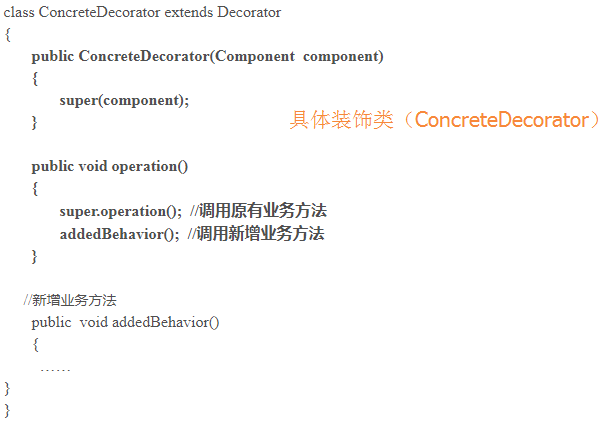 class ConcreteDecorator extends Decorator
{
public ConcreteDecorator(Component  component)
{
super(component);
}
具体装饰类（ConcreteDecorator）
public void operation()
{
super.operation();  //调用原有业务方法
addedBehavior();  //调用新增业务方法
}
//新增业务方法
public  void addedBehavior()
{
……
}
}